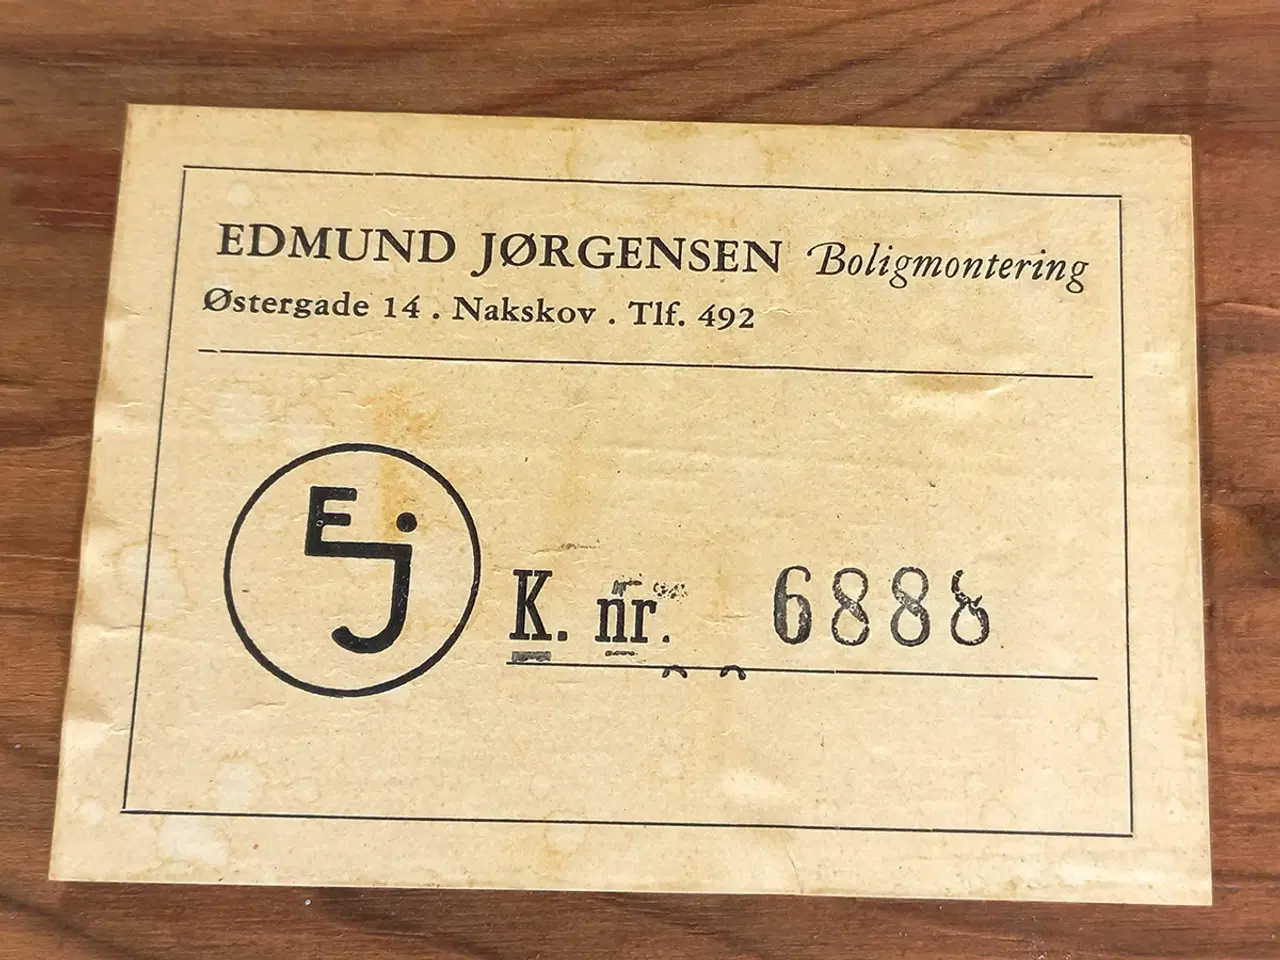 EDMUND JØRGENSEN Boligmontering
Østergade 14 . Nakskov . Tlf. 492
Ej
K. nr. 6888